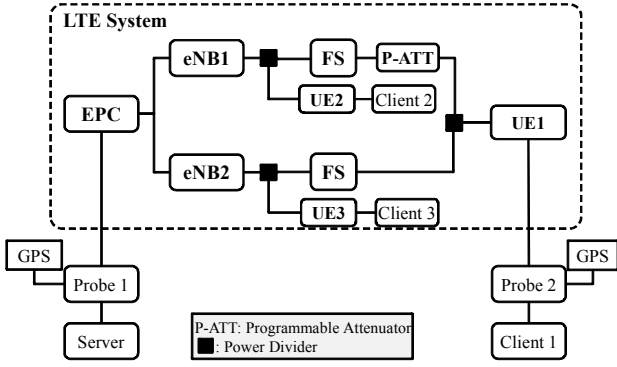 LTE System
eNB1
FS
P-ATT
UE2
Client 2
EPC
UE1
eNB2
FS
UE3
Client 3
GPS
Probe 1
Server
GPS
Probe 2
Client 1
P-ATT: Programmable Attenuator
: Power Divider